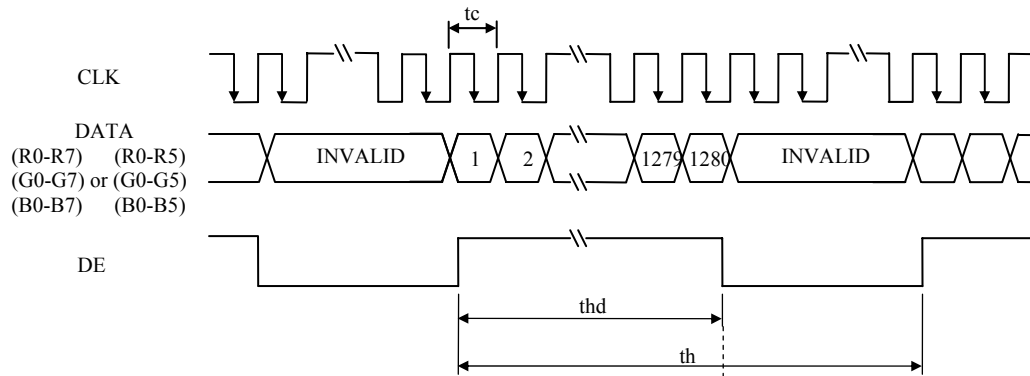 tc
CLK
DATA
(R0-R7) (R0-R5)
(G0-G7) or (G0-G5)
(B0-B7) (B0-B5)
INVALID 1 2 1279 1280 INVALID
DE
thd
th